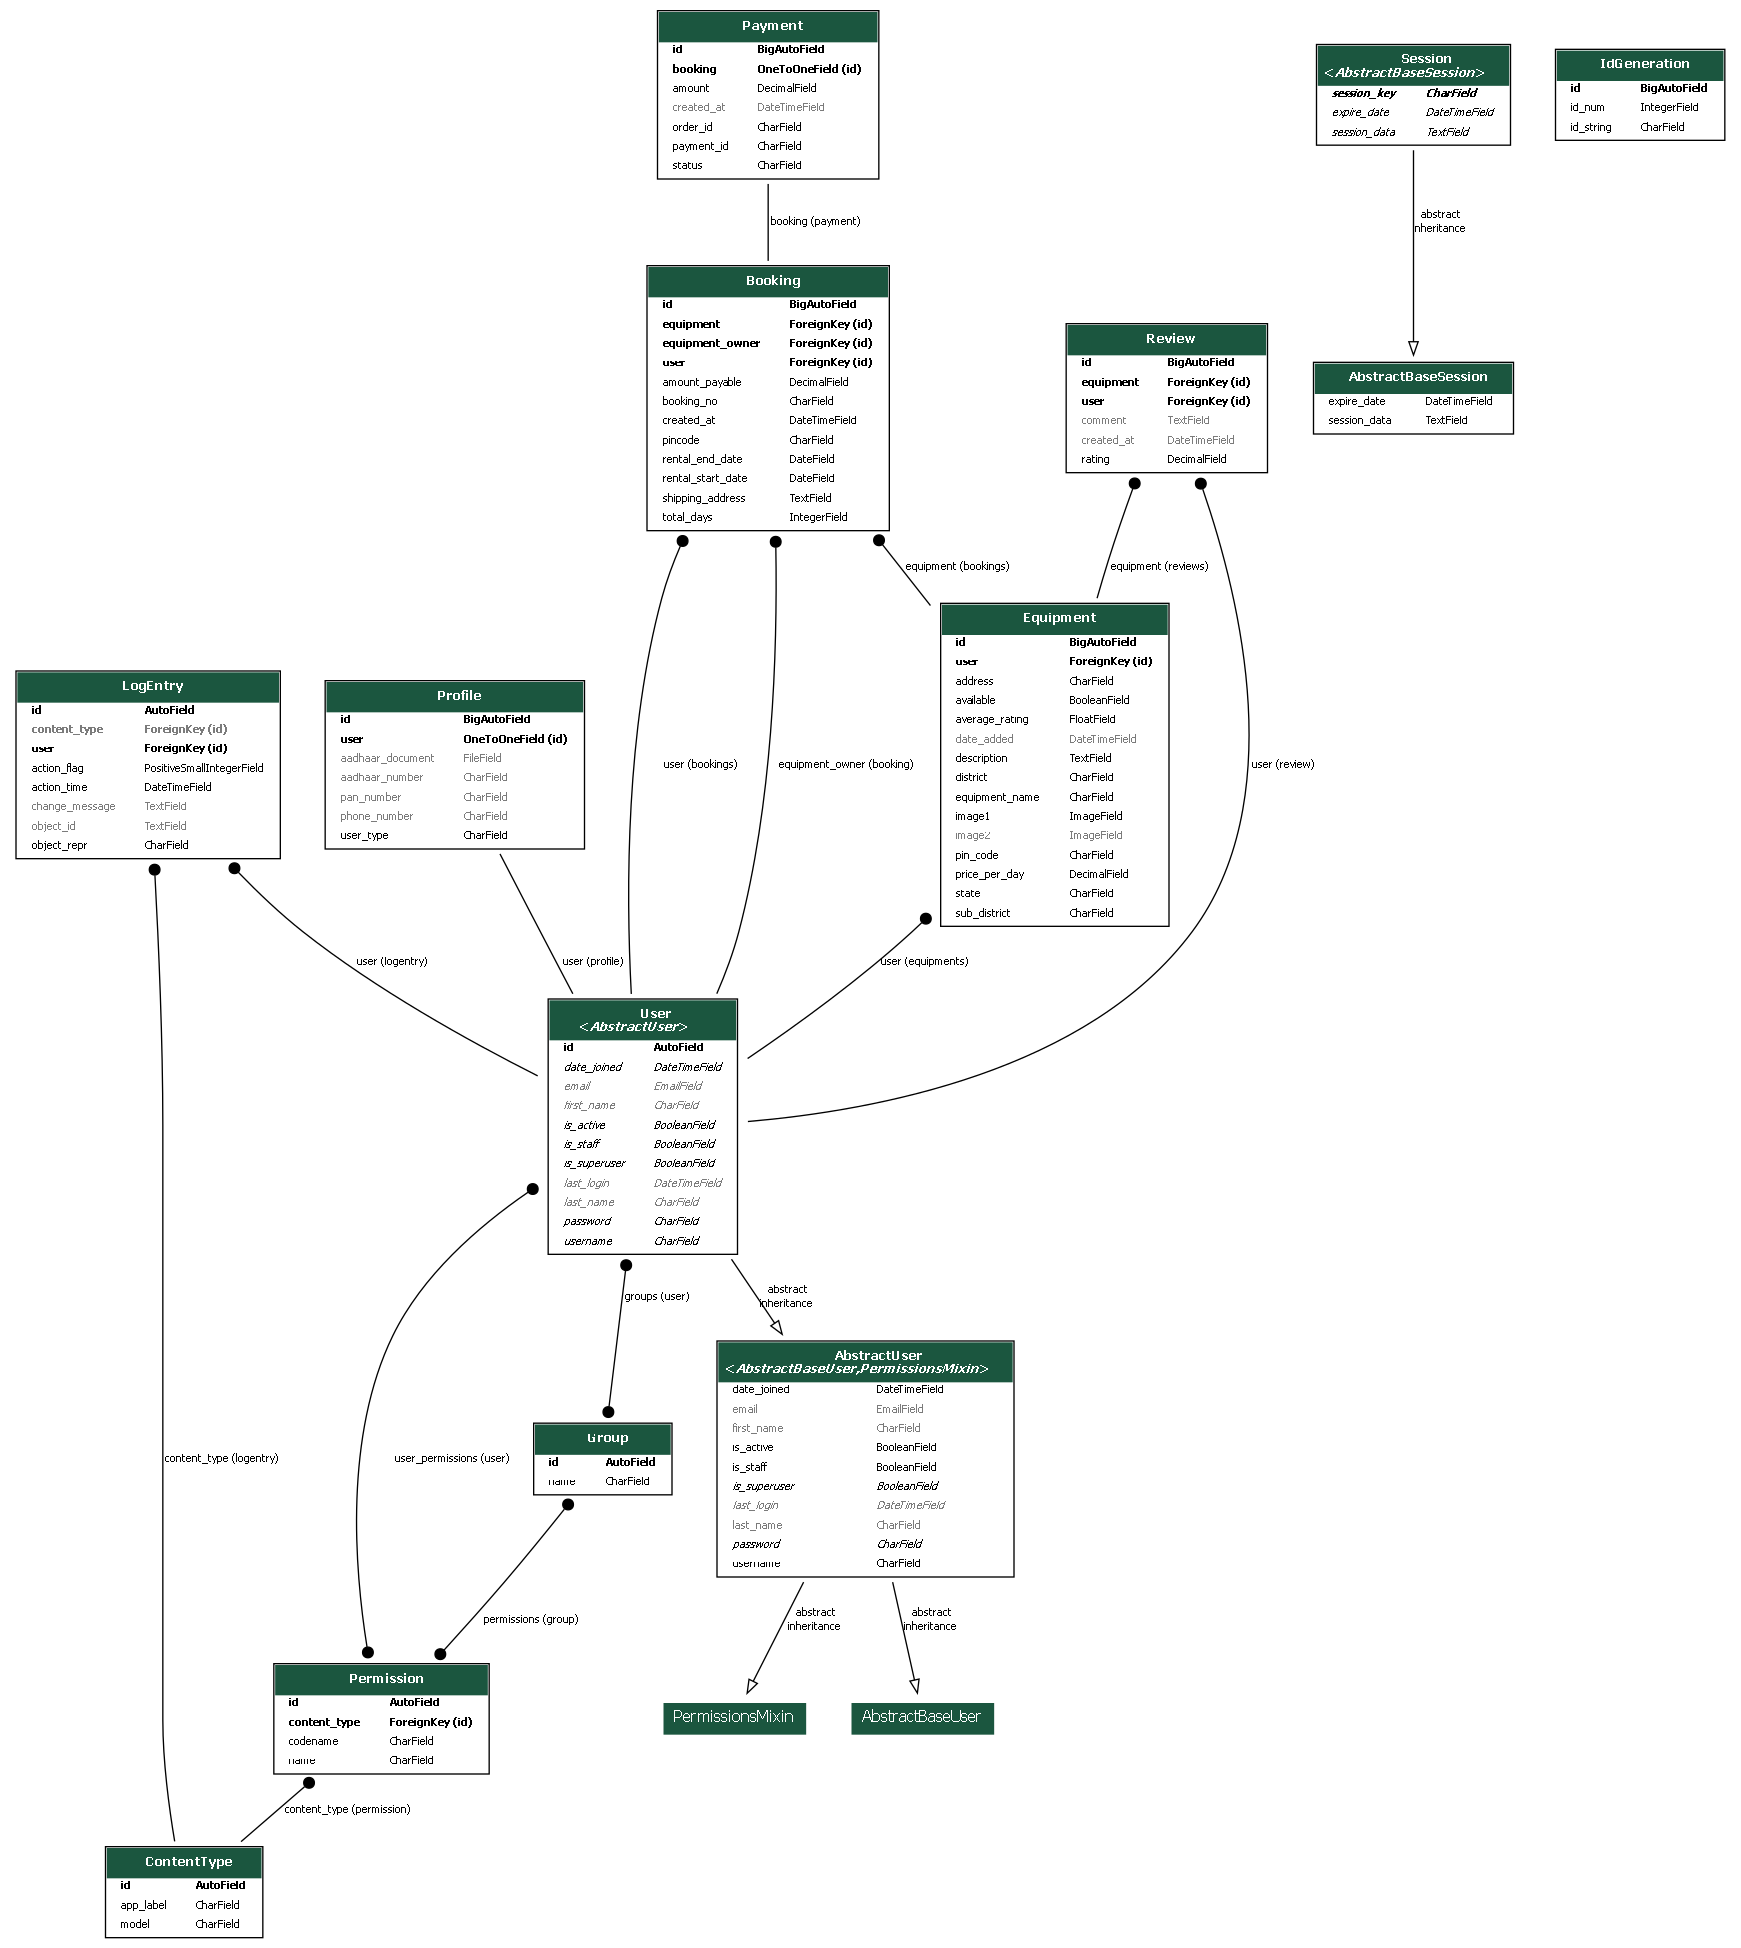 Payment
id BigAutoField
booking OneToOneField (id)
amount DecimalField
created_at DateTimeField
order_id CharField
payment_id CharField
status CharField
Session
<AbstractBaseSession>
session_key CharField
expire_date DateTimeField
session_data TextField
IdGeneration
id BigAutoField
id_num IntegerField
id_string CharField
booking (payment)
abstract
inheritance
Booking
id BigAutoField
equipment ForeignKey (id)
equipment_owner ForeignKey (id)
user ForeignKey (id)
amount_payable DecimalField
booking_no CharField
created_at DateTimeField
pincode CharField
rental_end_date DateField
rental_start_date DateField
shipping_address TextField
total_days IntegerField
Review
id BigAutoField
equipment ForeignKey (id)
user ForeignKey (id)
comment TextField
created_at DateTimeField
rating DecimalField
AbstractBaseSession
expire_date DateTimeField
session_data TextField
equipment (bookings)
equipment (reviews)
Equipment
id BigAutoField
user ForeignKey (id)
address CharField
available BooleanField
average_rating FloatField
date_added DateTimeField
description TextField
district CharField
equipment_name CharField
image1 ImageField
image2 ImageField
pin_code CharField
price_per_day DecimalField
state CharField
sub_district CharField
LogEntry
id AutoField
content_type ForeignKey (id)
user ForeignKey (id)
action_flag PositiveSmallIntegerField
action_time DateTimeField
change_message TextField
object_id TextField
object_repr CharField
Profile
id BigAutoField
user OneToOneField (id)
aadhaar_document FileField
aadhaar_number CharField
pan_number CharField
phone_number CharField
user_type CharField
user (bookings)
equipment_owner (booking)
user (review)
user (logentry)
user (profile)
user (equipments)
User
<AbstractUser>
id AutoField
date_joined DateTimeField
email EmailField
first_name CharField
is_active BooleanField
is_staff BooleanField
is_superuser BooleanField
last_login DateTimeField
last_name CharField
password CharField
username CharField
groups (user)
abstract
inheritance
AbstractUser
<AbstractBaseUser,PermissionsMixin>
date_joined DateTimeField
email EmailField
first_name CharField
is_active BooleanField
is_staff BooleanField
is_superuser BooleanField
last_login DateTimeField
last_name CharField
password CharField
username CharField
Group
id AutoField
name CharField
content_type (logentry)
user_permissions (user)
permissions (group)
abstract
inheritance
abstract
inheritance
Permission
id AutoField
content_type ForeignKey (id)
codename CharField
name CharField
PermissionsMixin
AbstractBaseUser
content_type (permission)
ContentType
id AutoField
app_label CharField
model CharField